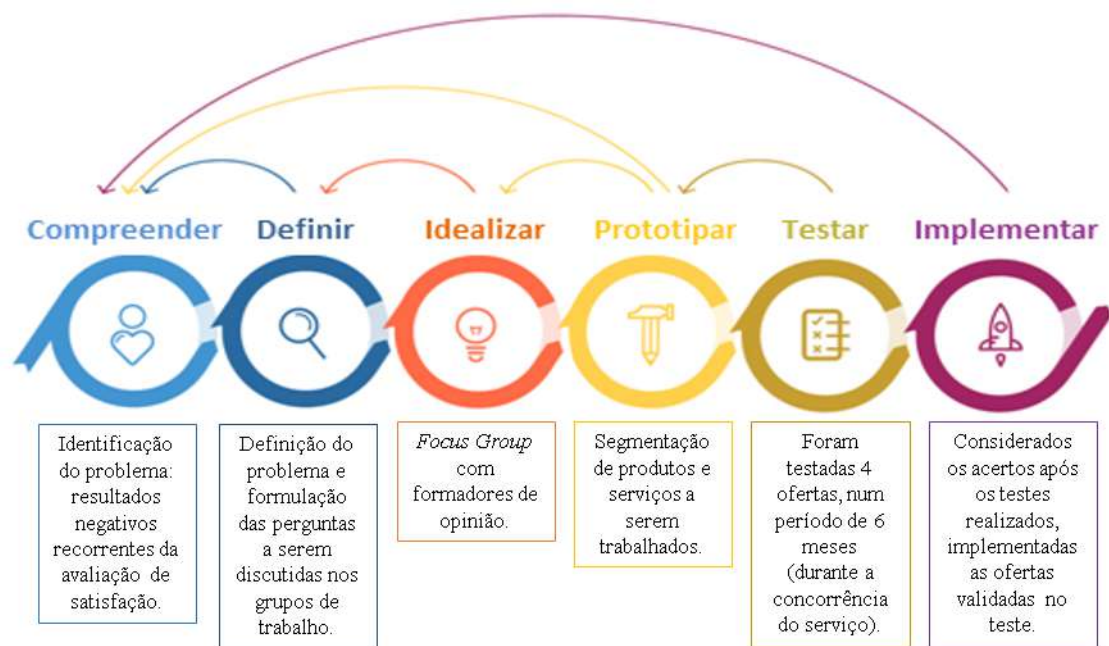 Compreender
Definir
Idealizar
Prototipar
Testar
Implementar
Identificação
do problema:
resultados
negativos
recorrentes da
avaliação de
satisfação.
Definição do
problema e
formulação
das perguntas
a serem
discutidas nos
grupos de
trabalho.
Focus Group
com
formadores de
opinião.
Segmentação
de produtos e
serviços a
serem
trabalhados.
Foram
testadas 4
ofertas, num
período de 6
meses
(durante a
concorrência
do serviço).
Considerados
os acertos após
os testes
realizados,
implementadas
as ofertas
validadas no
teste.